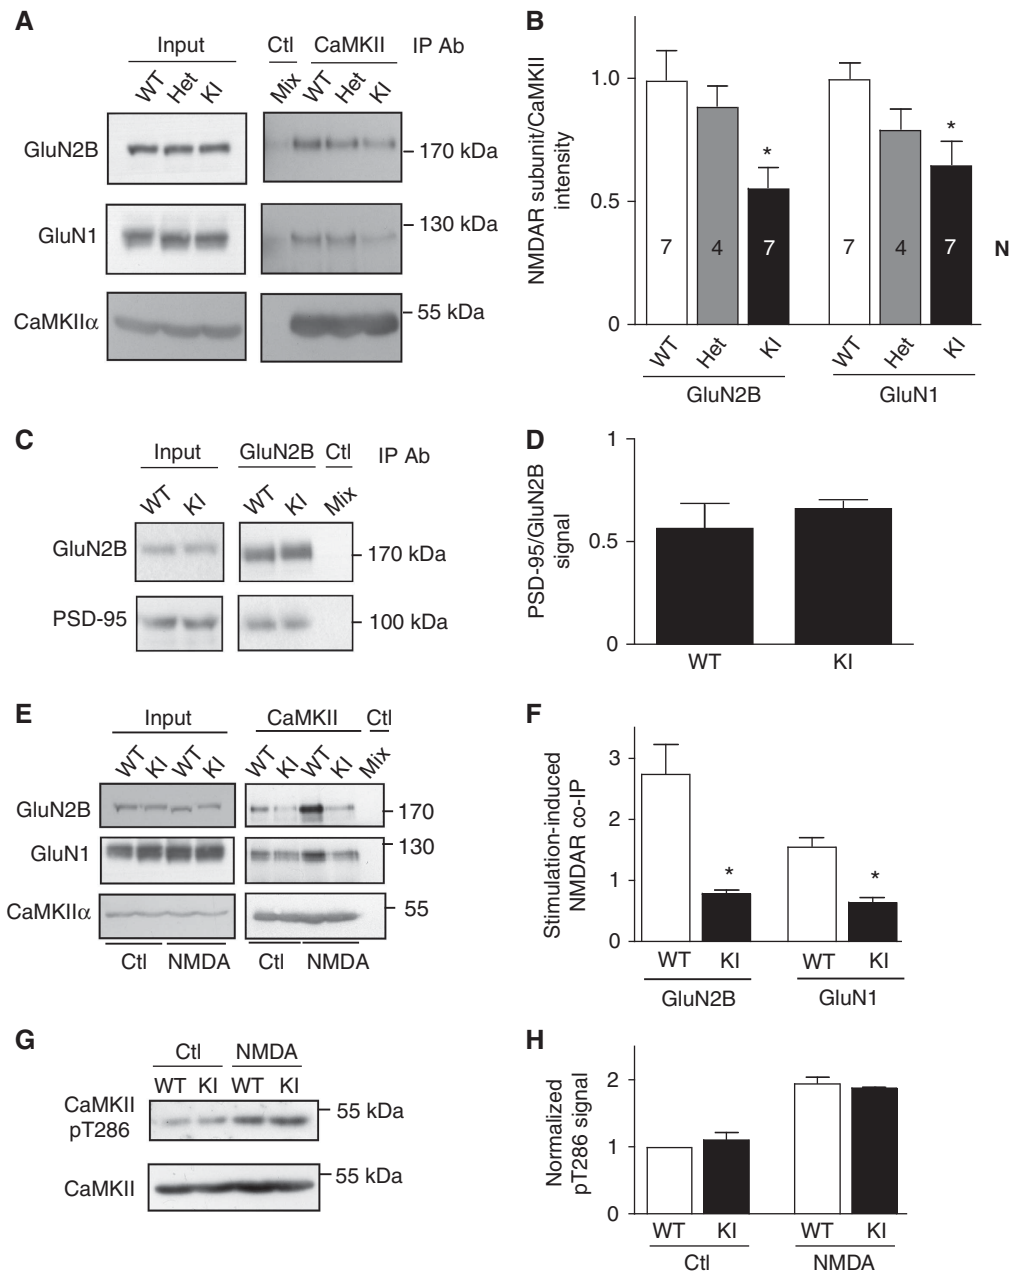 A
Input
Ctl
CaMKII
IP Ab
WT
Het
KI
Mix
WT
Het
KI
GluN2B
170 kDa
GluN1
130 kDa
CaMKIIα
55 kDa
B
NMDAR subunit/CaMKII
intensity
1.0
0.5
0
*
*
7
4
7
7
4
7
N
WT
Het
KI
WT
Het
KI
GluN2B
GluN1
C
Input
GluN2B
Ctl
IP Ab
WT
KI
WT
KI
Mix
GluN2B
170 kDa
PSD-95
100 kDa
D
PSD-95/GluN2B
signal
1
0.5
0
WT
KI
E
Input
CaMKII
Ctl
WT
KI
WT
KI
WT
KI
WT
KI
Mix
GluN2B
170
GluN1
130
CaMKIIα
55
Ctl
NMDA
Ctl
NMDA
F
Stimulation-induced
NMDAR co-IP
3
2
1
0
*
*
WT
KI
WT
KI
GluN2B
GluN1
G
Ctl
NMDA
WT
KI
WT
KI
CaMKII
pT286
55 kDa
CaMKII
55 kDa
H
Normalized
pT286 signal
2
1
0
WT
KI
WT
KI
Ctl
NMDA